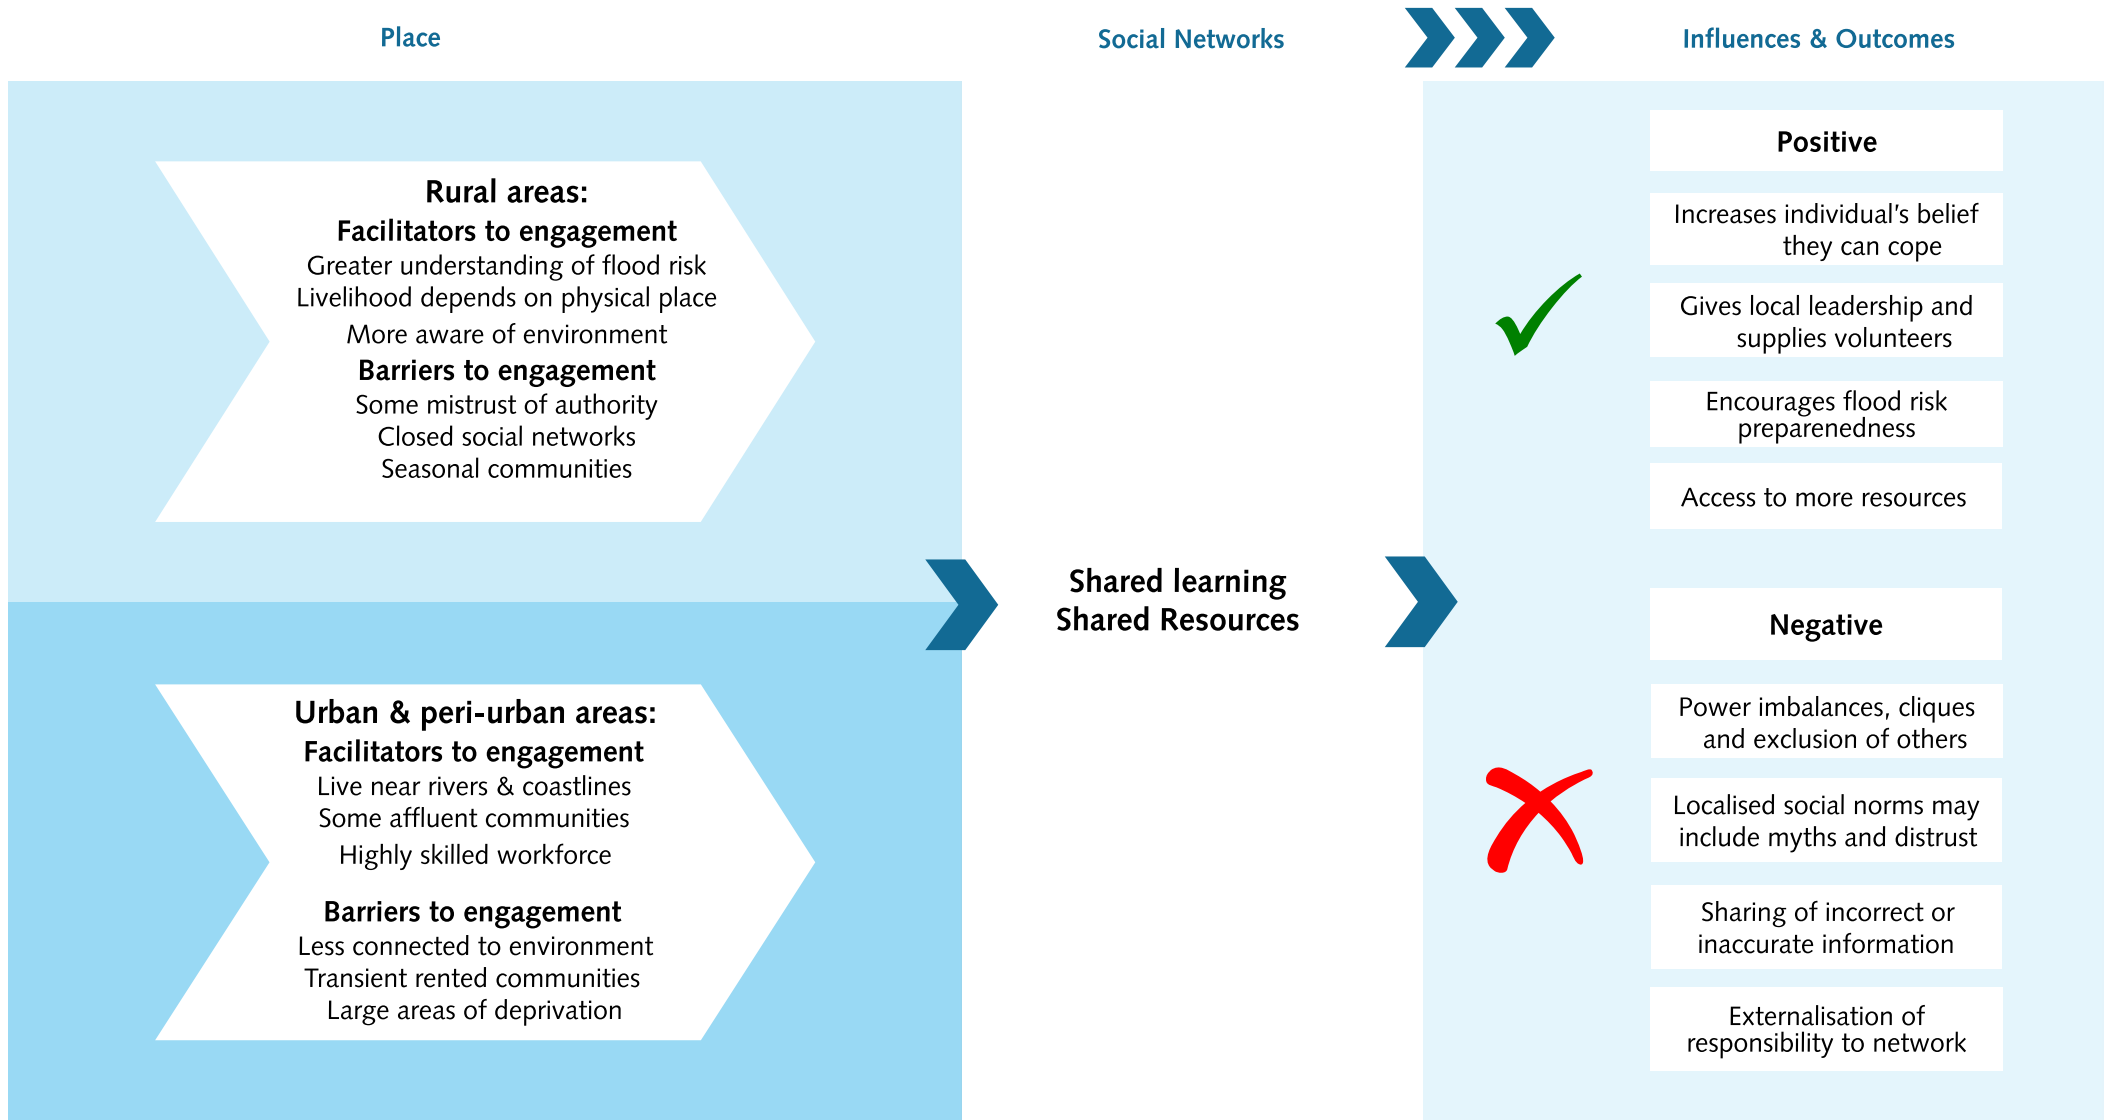 Place
Social Networks
Influences & Outcomes
Rural areas:
Facilitators to engagement
Greater understanding of flood risk
Livelihood depends on physical place
More aware of environment
Barriers to engagement
Some mistrust of authority
Closed social networks
Seasonal communities
Urban & peri-urban areas:
Facilitators to engagement
Live near rivers & coastlines
Some affluent communities
Highly skilled workforce
Barriers to engagement
Less connected to environment
Transient rented communities
Large areas of deprivation
Shared learning
Shared Resources
Positive
Increases individual’s belief
they can cope
Gives local leadership and
supplies volunteers
Encourages flood risk
preparenedness
Access to more resources
Negative
Power imbalances, cliques
and exclusion of others
Localised social norms may
include myths and distrust
Sharing of incorrect or
inaccurate information
Externalisation of
responsibility to network